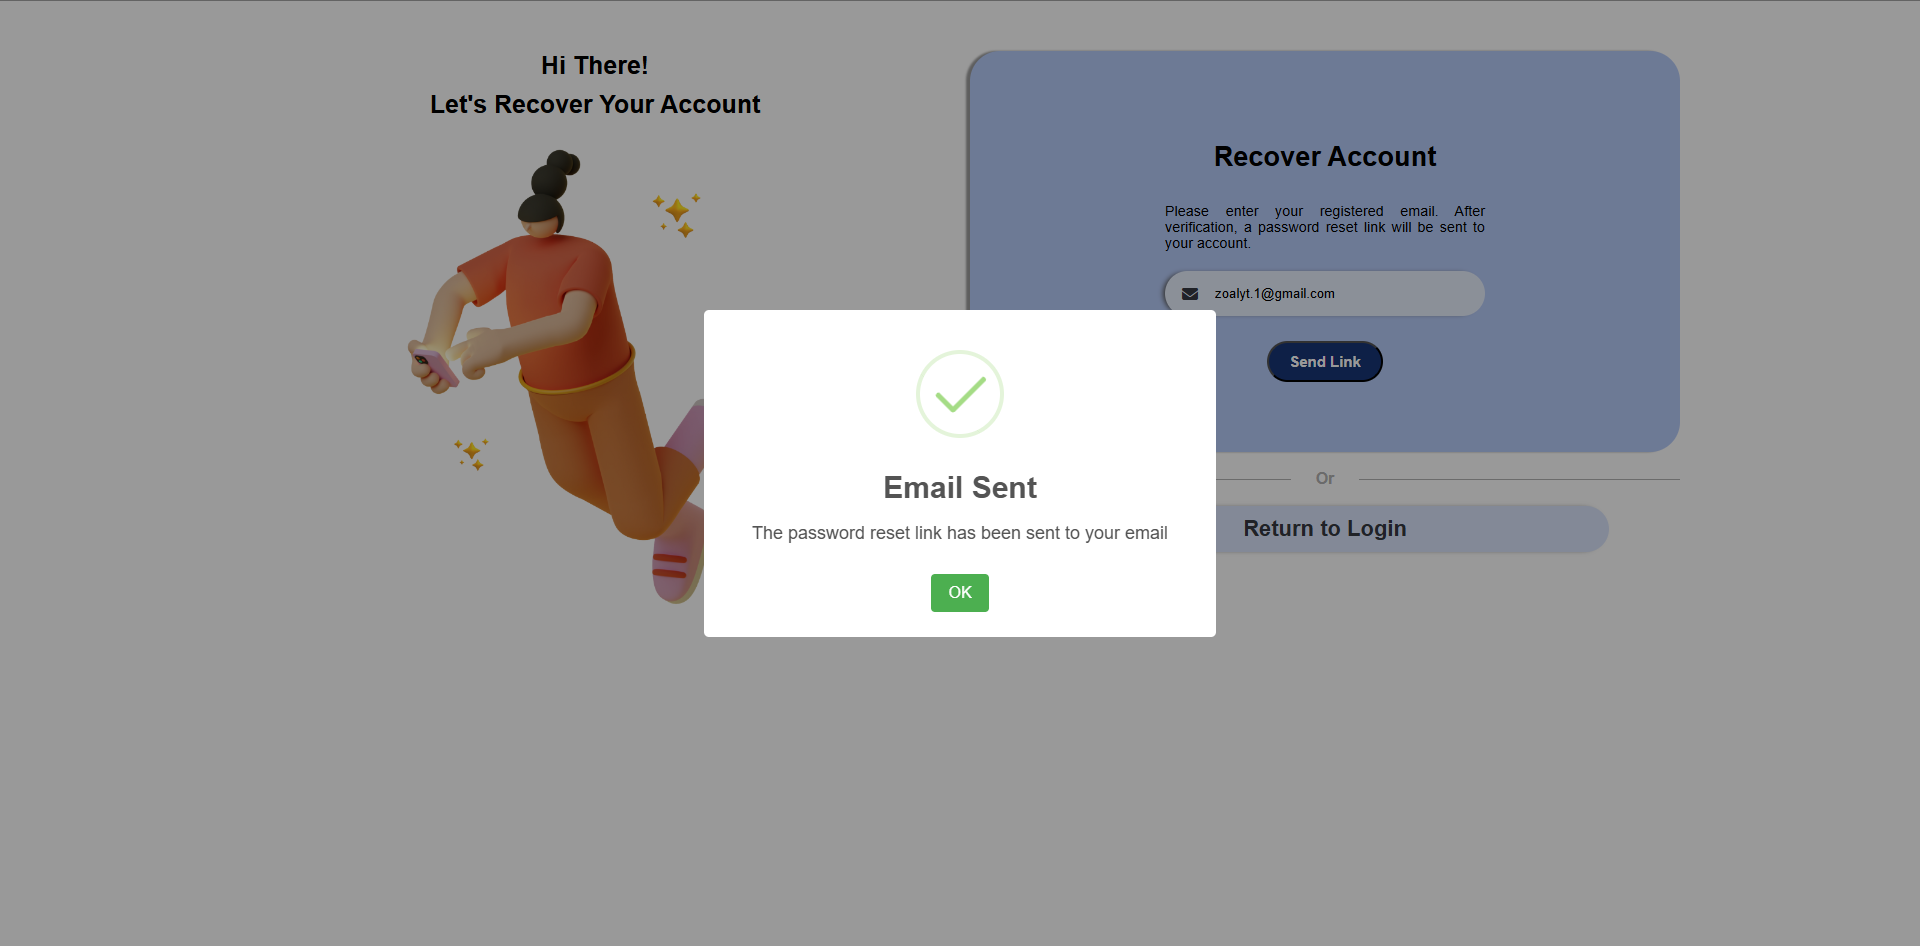 Hi There!
Let's Recover Your Account
Recover Account
Please enter your registered email. After
verification, a password reset link will be sent to
your account.
zoalyt.1@gmail.com
Send Link
Or
Return to Login
Email Sent
The password reset link has been sent to your email
OK